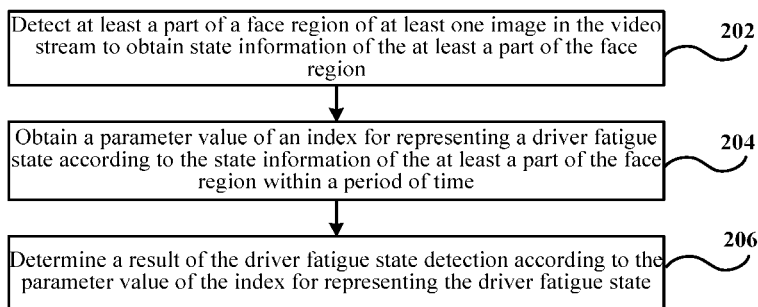 Detect at least a part of a face region of at least one image in the video
stream to obtain state information of the at least a part of the face
region
202
Obtain a parameter value of an index for representing a driver fatigue
state according to the state information of the at least a part of the face
region within a period of time
204
Determine a result of the driver fatigue state detection according to the
parameter value of the index for representing the driver fatigue state
206